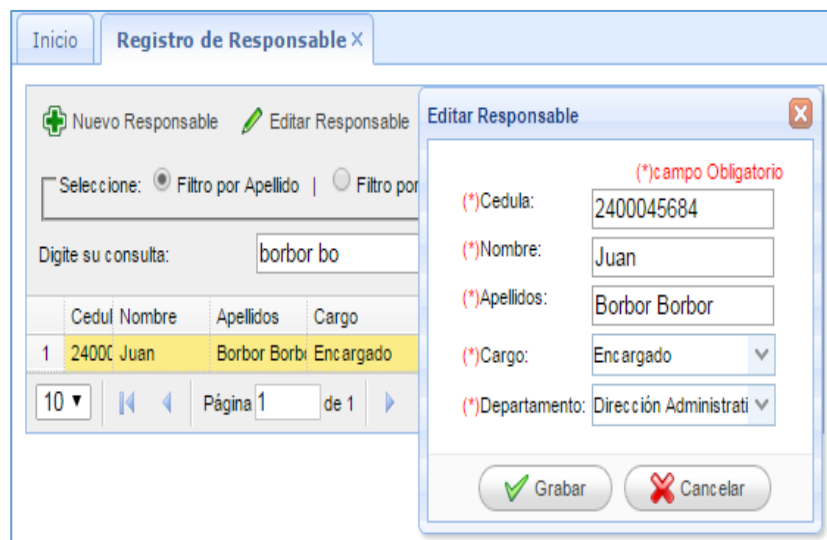 Inicio
Registro de Responsable ×
Nuevo Responsable
Editar Responsable
Seleccione:
Filtro por Apellido |
Filtro por
Digite su consulta:
borbor bo
Cedul Nombre Apellidos Cargo
1 2400 Juan Borbor Borb Encargado
10 Página 1 de 1
Editar Responsable
(*)campo Obligatorio
(*)Cedula: 2400045684
(*)Nombre: Juan
(*)Apellidos: Borbor Borbor
(*)Cargo: Encargado
(*)Departamento: Dirección Administrati
Grabar
Cancelar